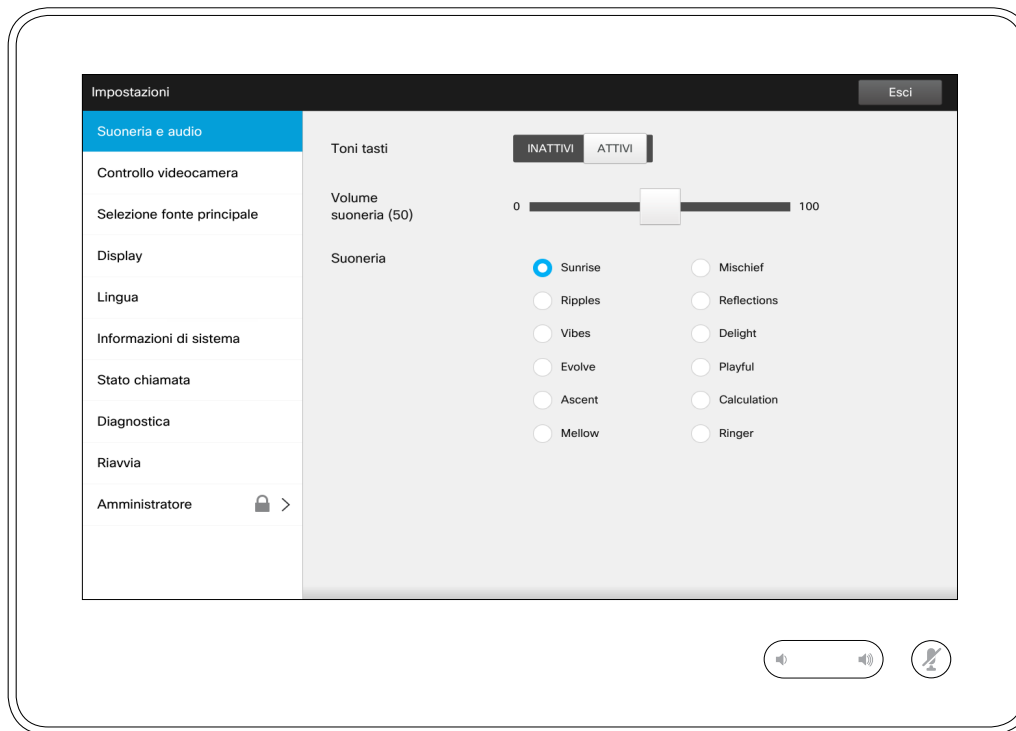 Impostazioni
Esci
Suoneria e audio
Controllo videocamera
Selezione fonte principale
Display
Lingua
Informazioni di sistema
Stato chiamata
Diagnostica
Riavvia
Amministratore
Toni tasti
INATTIVI ATTIVI
Volume
suoneria (50)
0 100
Suoneria
Sunrise Mischief
Ripples Reflections
Vibes Delight
Evolve Playful
Ascent Calculation
Mellow Ringer